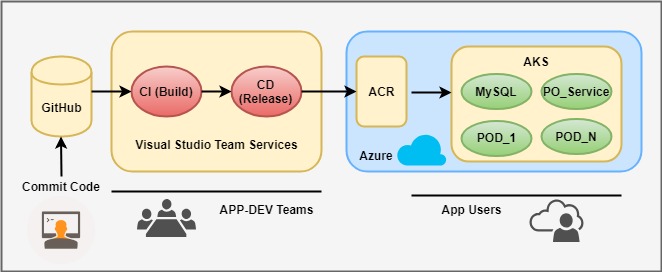 GitHub
CI (Build)
CD
(Release)
Visual Studio Team Services
ACR
AKS
MySQL
PO_Service
POD_1
POD_N
Azure
Commit Code
APP-DEV Teams
App Users